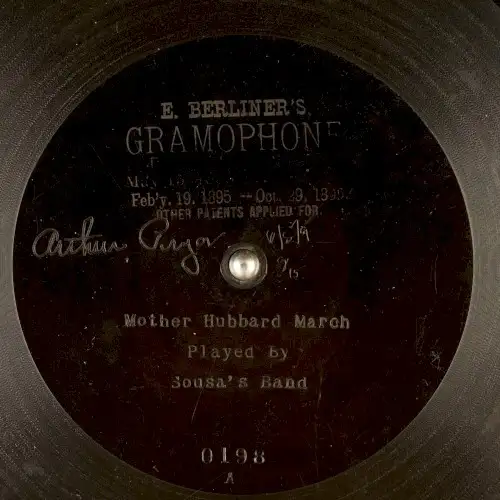 E. BERLINER'S
GRAMOPHONE
Feb'y. 19. 1895 — Oct. 29, 1895.
OTHER PATENTS APPLIED FOR.
Arthur Pryor
Mother Hubbard March
Played by
Sousa's Band
0198
A